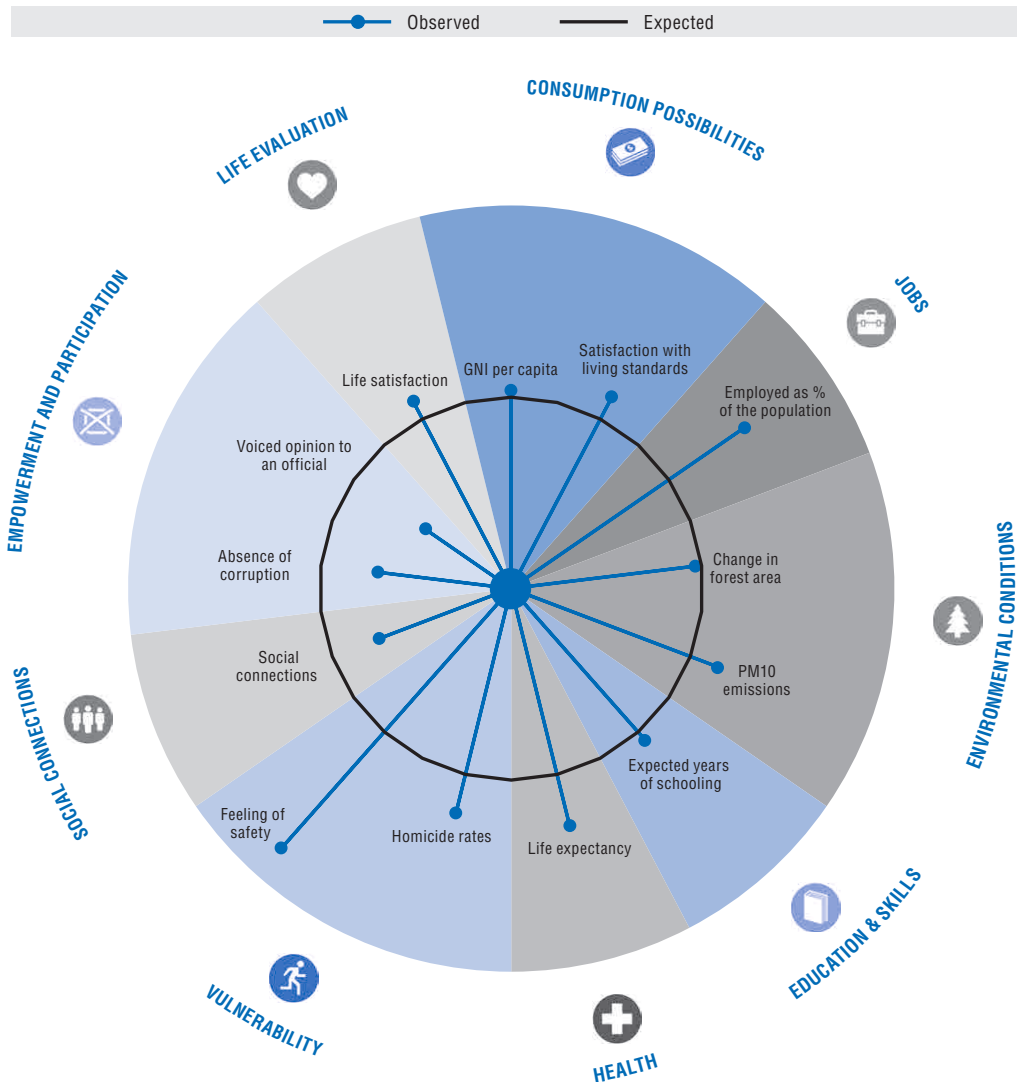 Observed
Expected
CONSUMPTION POSSIBILITIES
LIFE EVALUATION
JOBS
EMPOWERMENT AND PARTICIPATION
Satisfaction with
living standards
GNI per capita
Life satisfaction
Employed as %
of the population
Voiced opinion to
an official
Absence of
corruption
Change in
forest area
ENVIRONMENTAL CONDITIONS
Social
connections
PM10
emissions
SOCIAL CONNECTIONS
Expected years
of schooling
Feeling of
safety
Homicide rates
Life expectancy
EDUCATION & SKILLS
VULNERABILITY
HEALTH